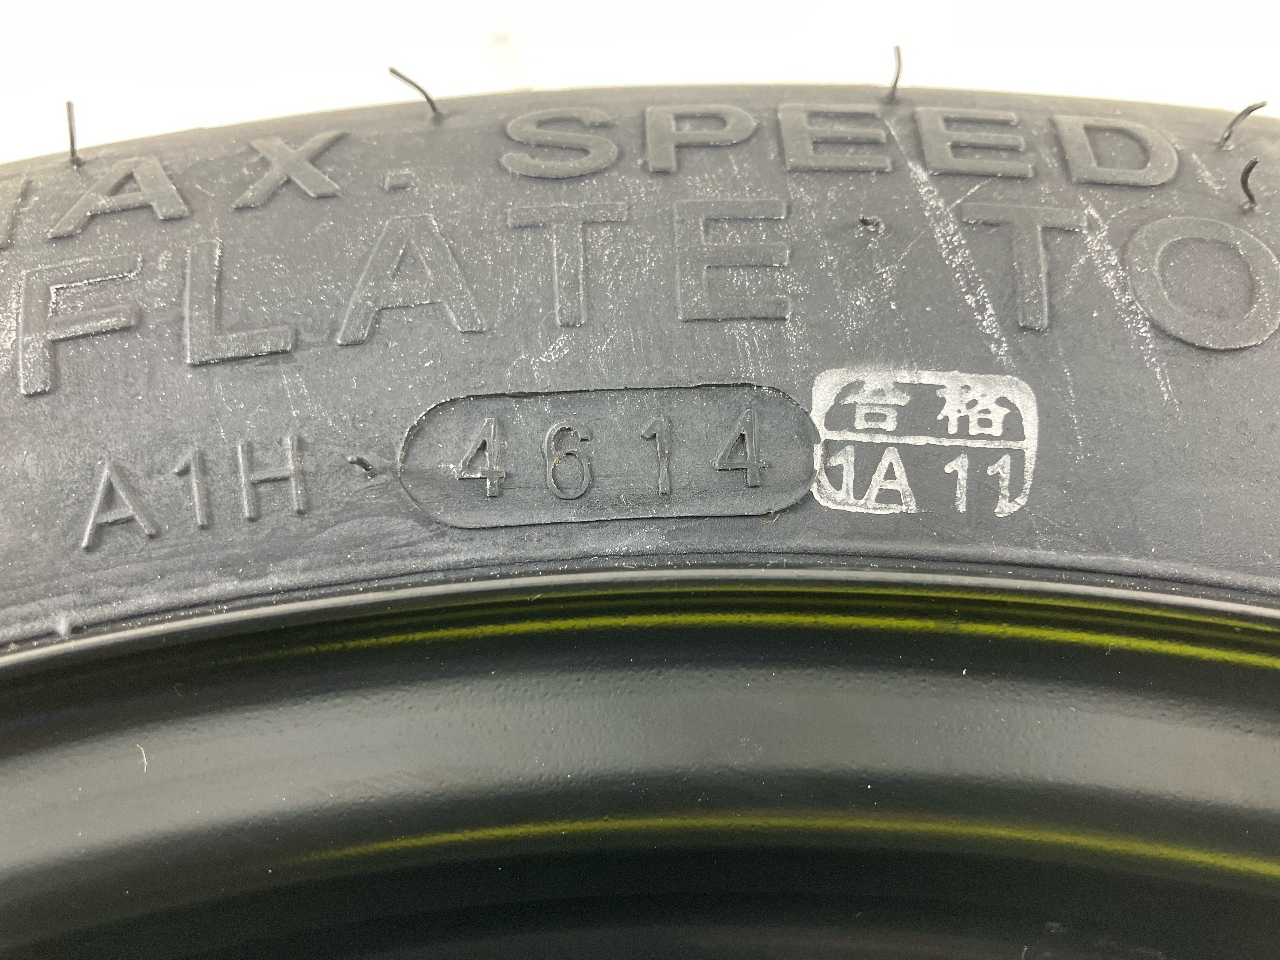 MAX. SPEED
FLATE TO
A1H 4614
合格
1A 11